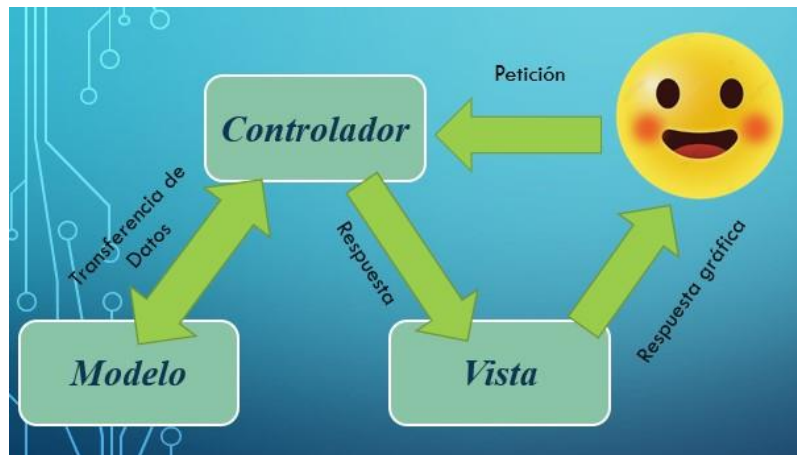 Petición
Controlador
Transferencia de
Datos
Respuesta
Respuesta gráfica
Modelo
Vista